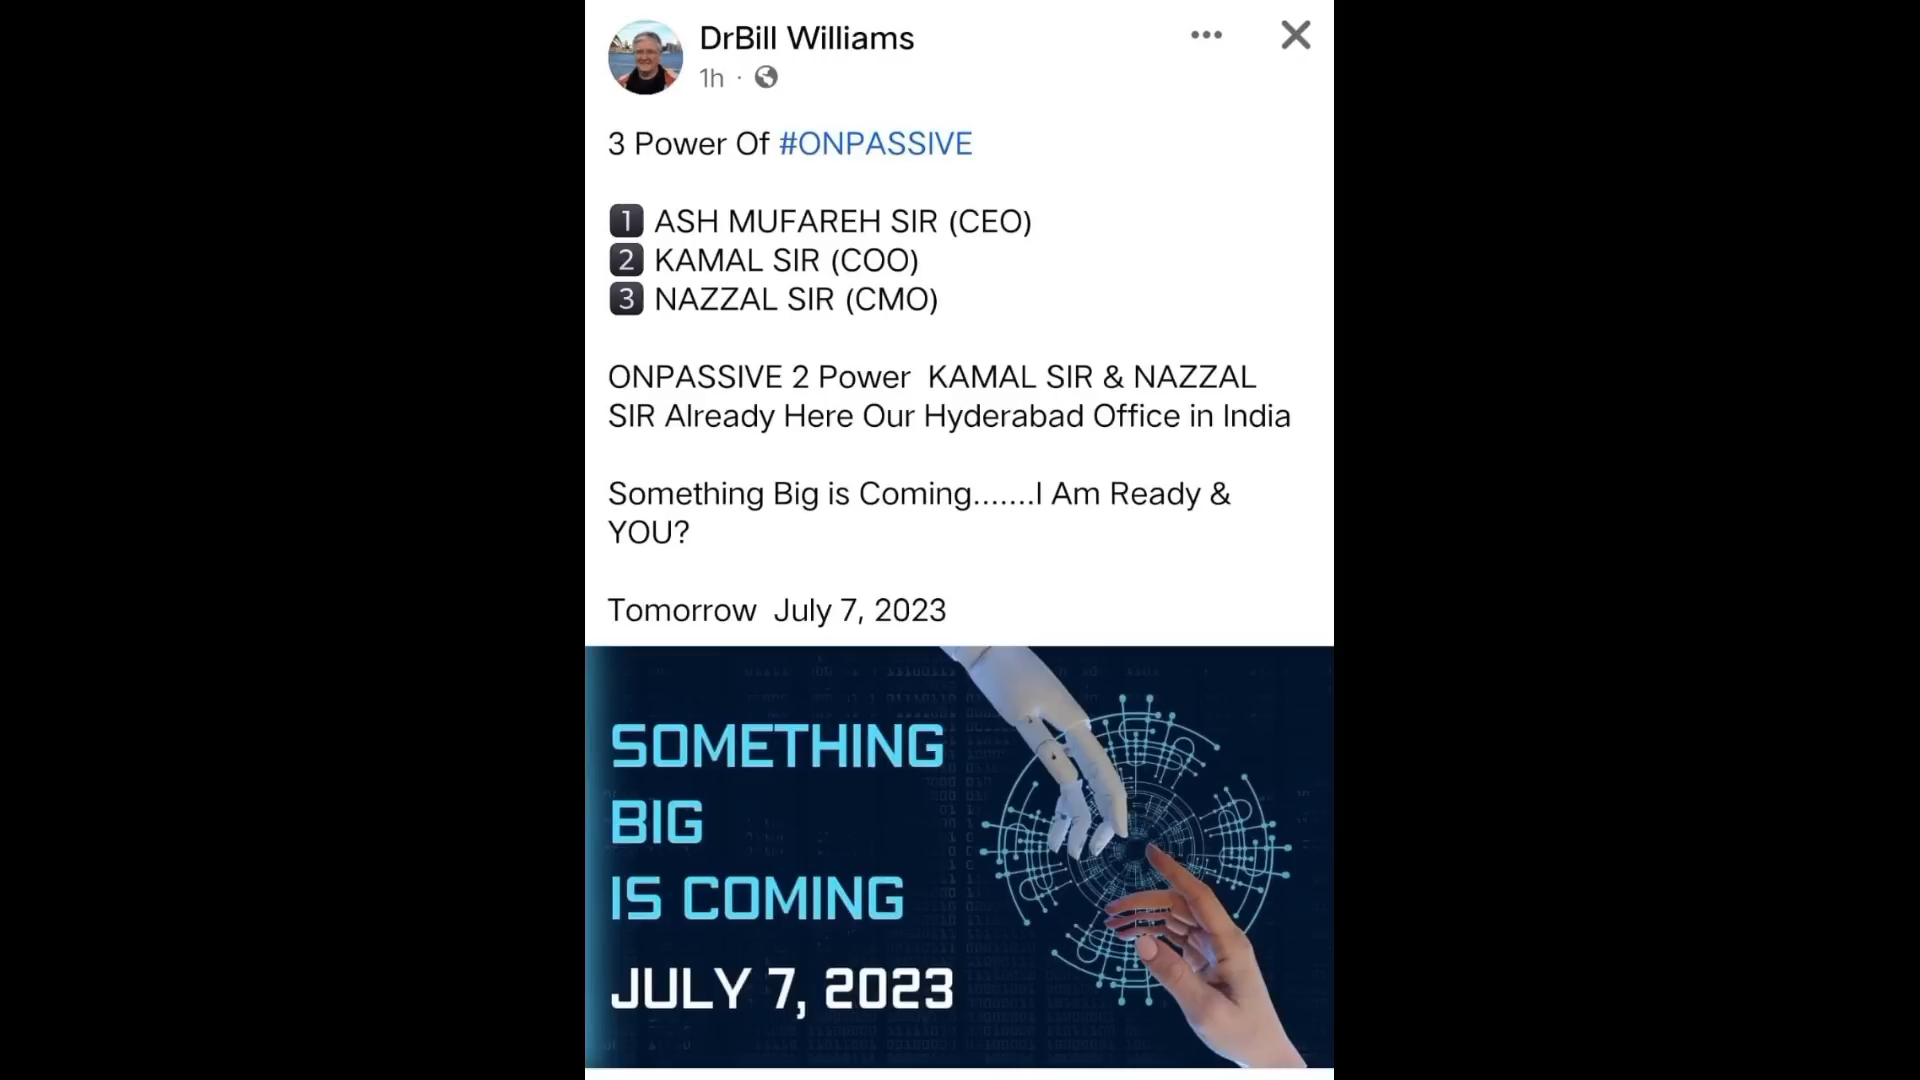 DrBill Williams
1h ·
3 Power Of #ONPASSIVE
1 ASH MUFAREH SIR (CEO)
2 KAMAL SIR (COO)
3 NAZZAL SIR (CMO)
ONPASSIVE 2 Power  KAMAL SIR & NAZZAL
SIR Already Here Our Hyderabad Office in India
Something Big is Coming.......I Am Ready &
YOU?
Tomorrow  July 7, 2023
SOMETHING
BIG
IS COMING
JULY 7, 2023